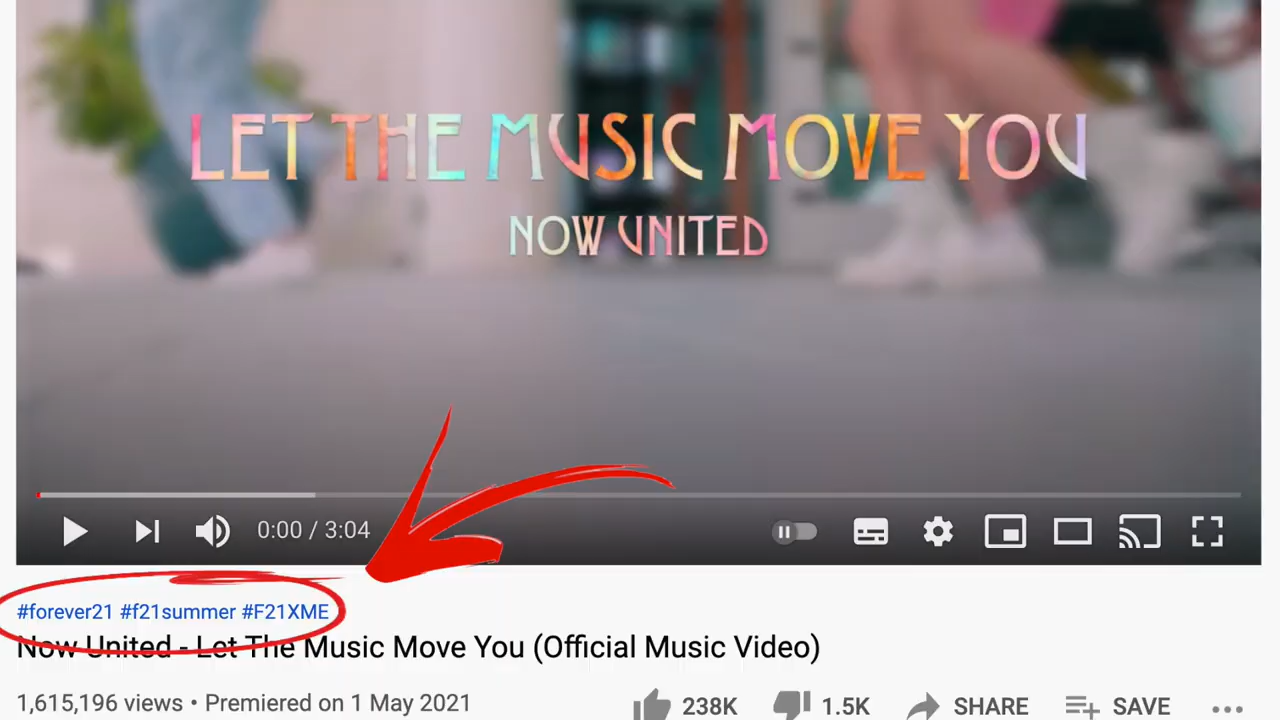 LET THE MUSIC MOVE YOU
NOW UNITED
0:00 / 3:04
#forever21 #f21summer #F21XME
Now United - Let The Music Move You (Official Music Video)
1,615,196 views • Premiered on 1 May 2021 238K 1.5K SHARE SAVE